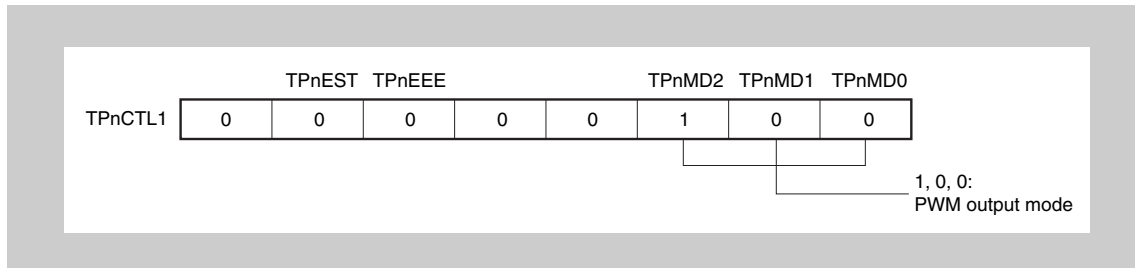 TPnEST TPnEEE TPnMD2 TPnMD1 TPnMD0
TPnCTL1 0 0 0 0 0 1 0 0
1, 0, 0:
PWM output mode